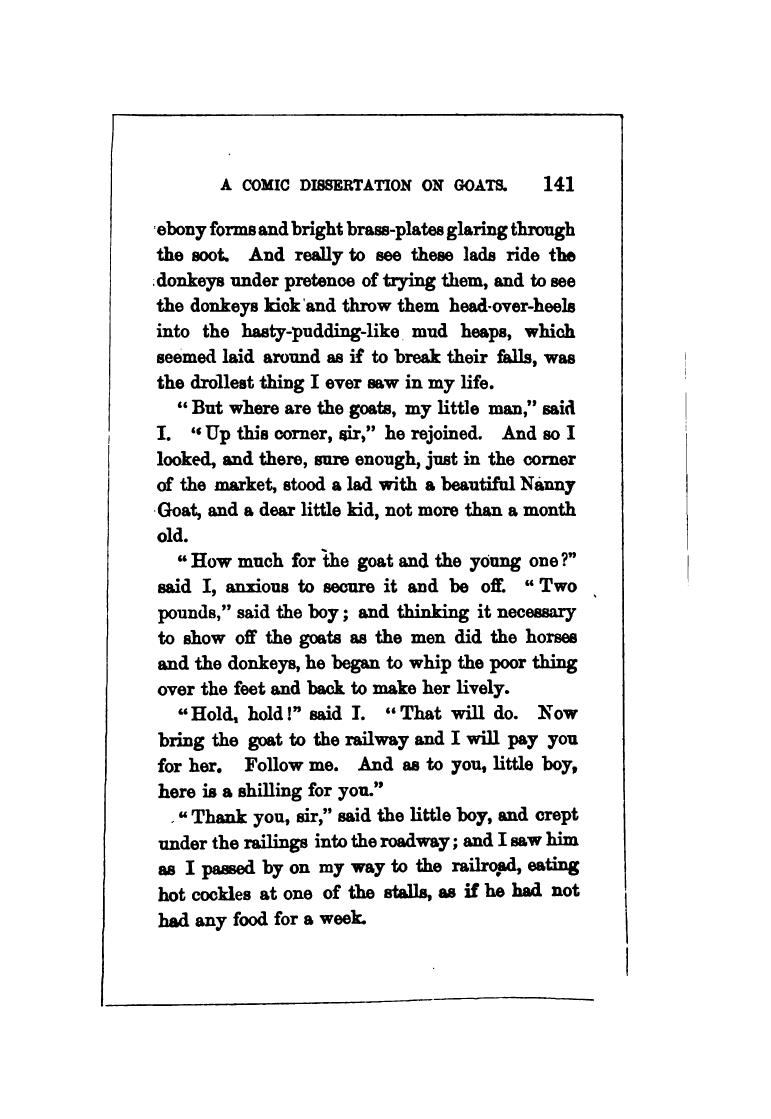 A COMIC DISSERTATION ON GOATS. 141
ebony forms and bright brass-plates glaring through
the soot. And really to see these lads ride the
donkeys under pretence of trying them, and to see
the donkeys kick and throw them head-over-heels
into the hasty-pudding-like mud heaps, which
seemed laid around as if to break their falls, was
the drollest thing I ever saw in my life.
“But where are the goats, my little man,” said
I. “Up this corner, sir,” he rejoined. And so I
looked, and there, sure enough, just in the corner
of the market, stood a lad with a beautiful Nanny
Goat, and a dear little kid, not more than a month
old.
“How much for the goat and the young one?”
said I, anxious to secure it and be off. “Two
pounds,” said the boy; and thinking it necessary
to show off the goats as the men did the horses
and the donkeys, he began to whip the poor thing
over the feet and back to make her lively.
“Hold, hold!” said I. “That will do. Now
bring the goat to the railway and I will pay you
for her. Follow me. And as to you, little boy,
here is a shilling for you.”
“Thank you, sir,” said the little boy, and crept
under the railings into the roadway; and I saw him
as I passed by on my way to the railroad, eating
hot cockles at one of the stalls, as if he had not
had any food for a week.